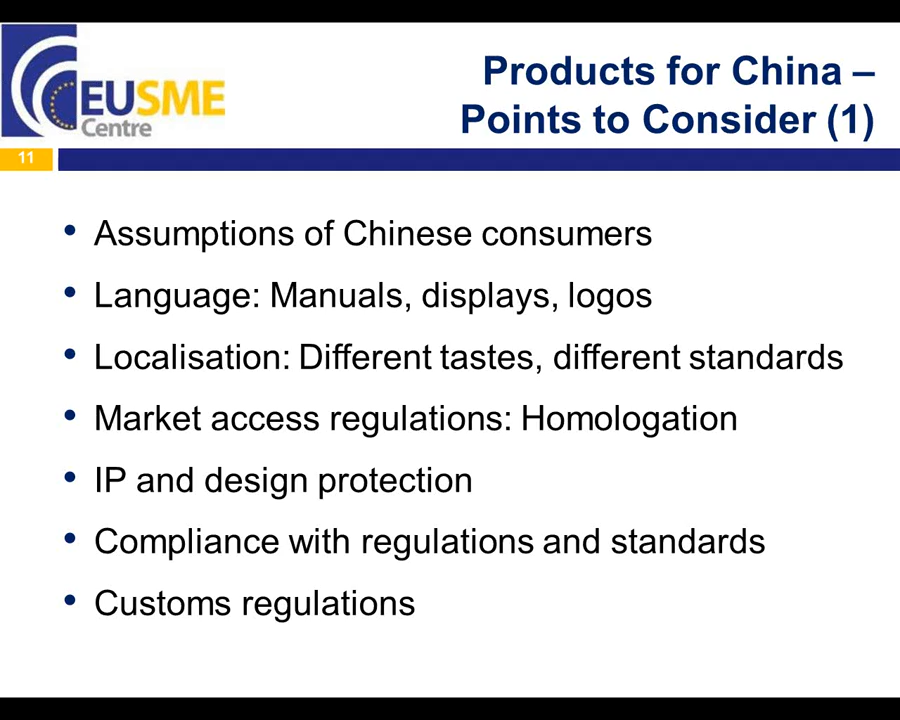 EUSME
Centre
Products for China –
Points to Consider (1)
11
• Assumptions of Chinese consumers
• Language: Manuals, displays, logos
• Localisation: Different tastes, different standards
• Market access regulations: Homologation
• IP and design protection
• Compliance with regulations and standards
• Customs regulations